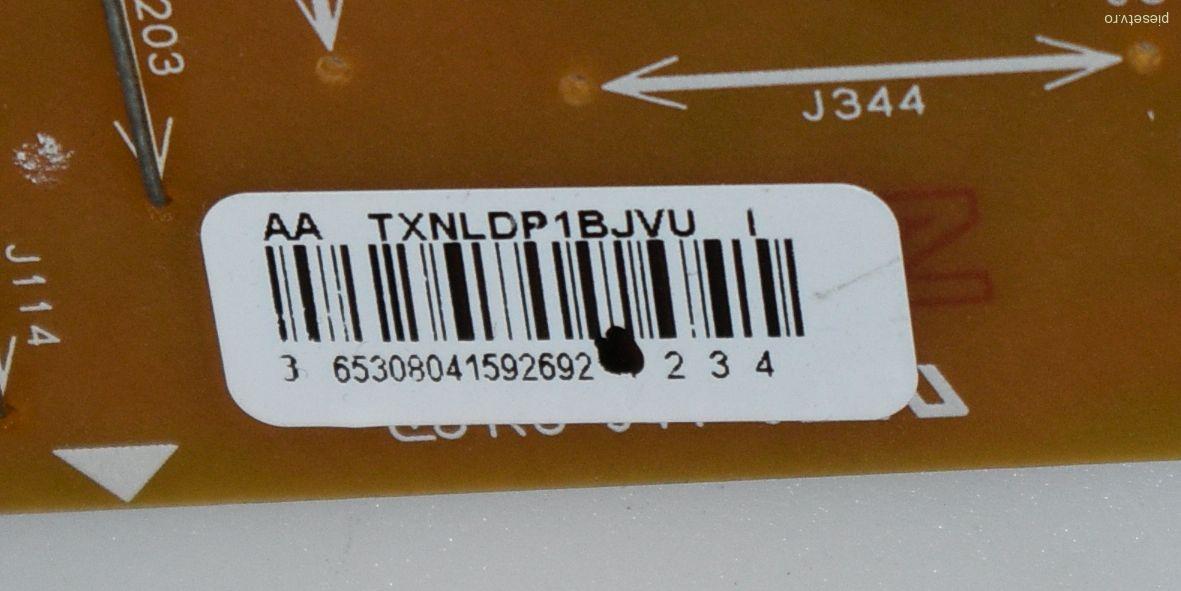 piesetv.ro
203
J344
AA TXNLDP1BJVU I
J114
3 65308041592692 2 3 4